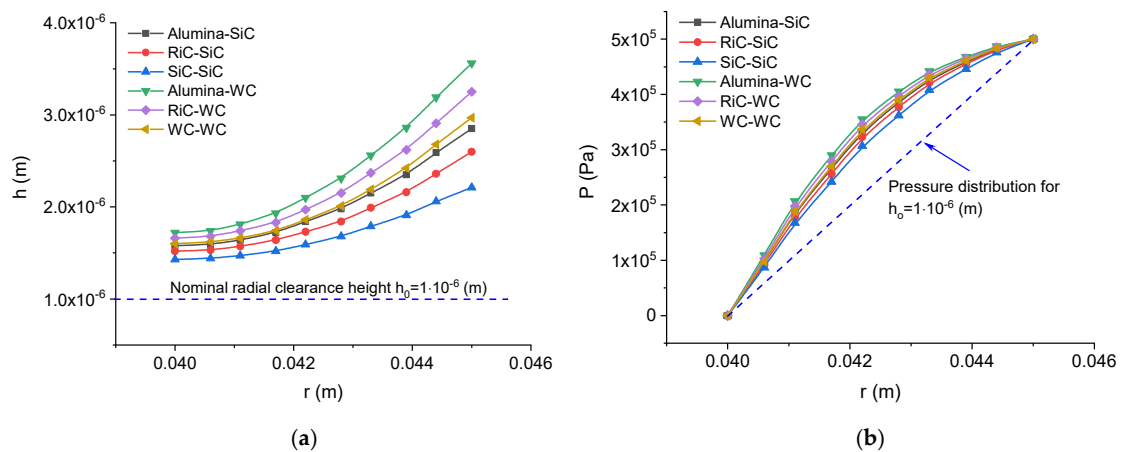 4.0x10⁻⁶
3.0x10⁻⁶
2.0x10⁻⁶
1.0x10⁻⁶
h (m)
Alumina-SiC
RiC-SiC
SiC-SiC
Alumina-WC
RiC-WC
WC-WC
Nominal radial clearance height h₀=1·10⁻⁶ (m)
0.040
0.042
0.044
0.046
r (m)
(a)
5x10⁵
4x10⁵
3x10⁵
2x10⁵
1x10⁵
0
P (Pa)
Alumina-SiC
RiC-SiC
SiC-SiC
Alumina-WC
RiC-WC
WC-WC
Pressure distribution for
hₒ=1·10⁻⁶ (m)
0.040
0.042
0.044
0.046
r (m)
(b)